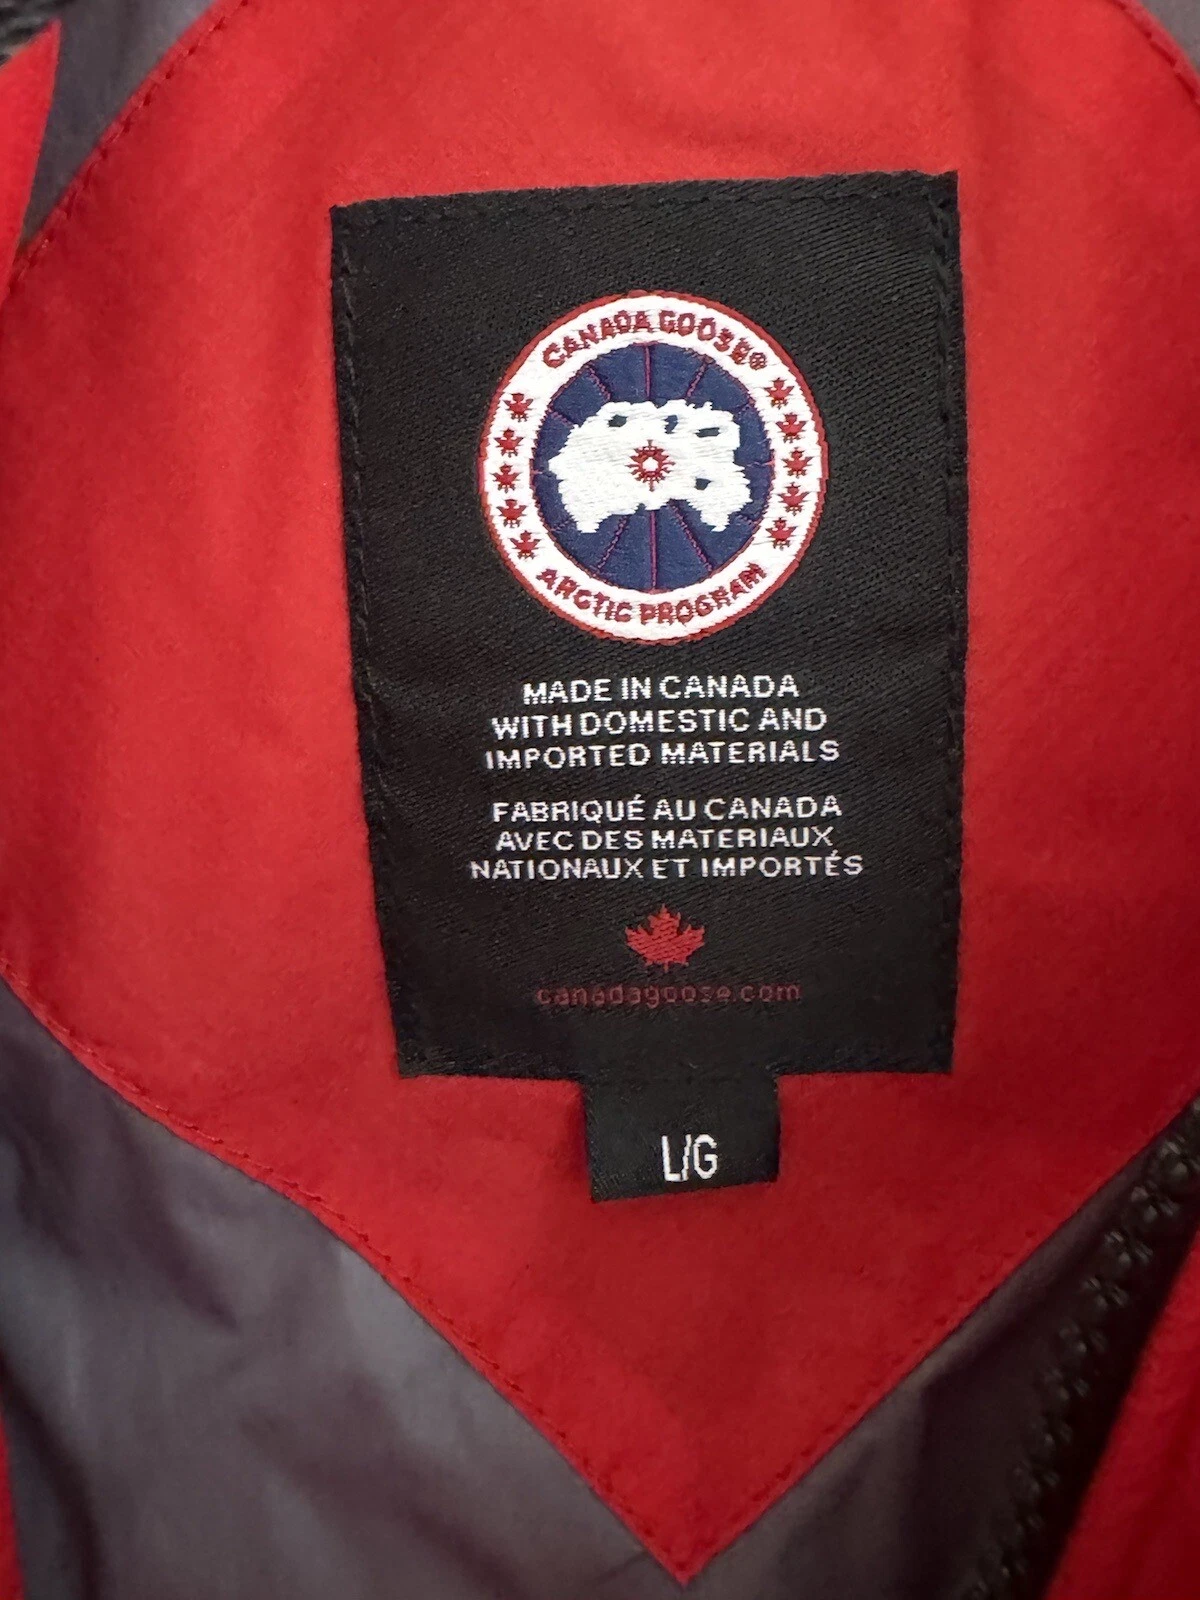 CANADA GOOSE®
ARCTIC PROGRAM
MADE IN CANADA
WITH DOMESTIC AND
IMPORTED MATERIALS
FABRIQUÉ AU CANADA
AVEC DES MATERIAUX
NATIONAUX ET IMPORTÉS
canadagoose.com
L/G